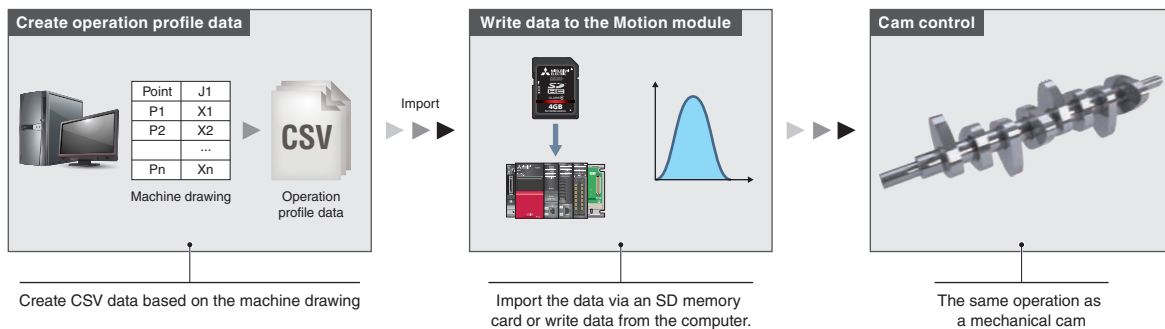 Create operation profile data
Point J1
P1 X1
P2 X2
...
Pn Xn
Machine drawing
CSV
Operation
profile data
Create CSV data based on the machine drawing
Import
Write data to the Motion module
MITSUBISHI
ELECTRIC
4GB
Import the data via an SD memory
card or write data from the computer.
Cam control
The same operation as
a mechanical cam